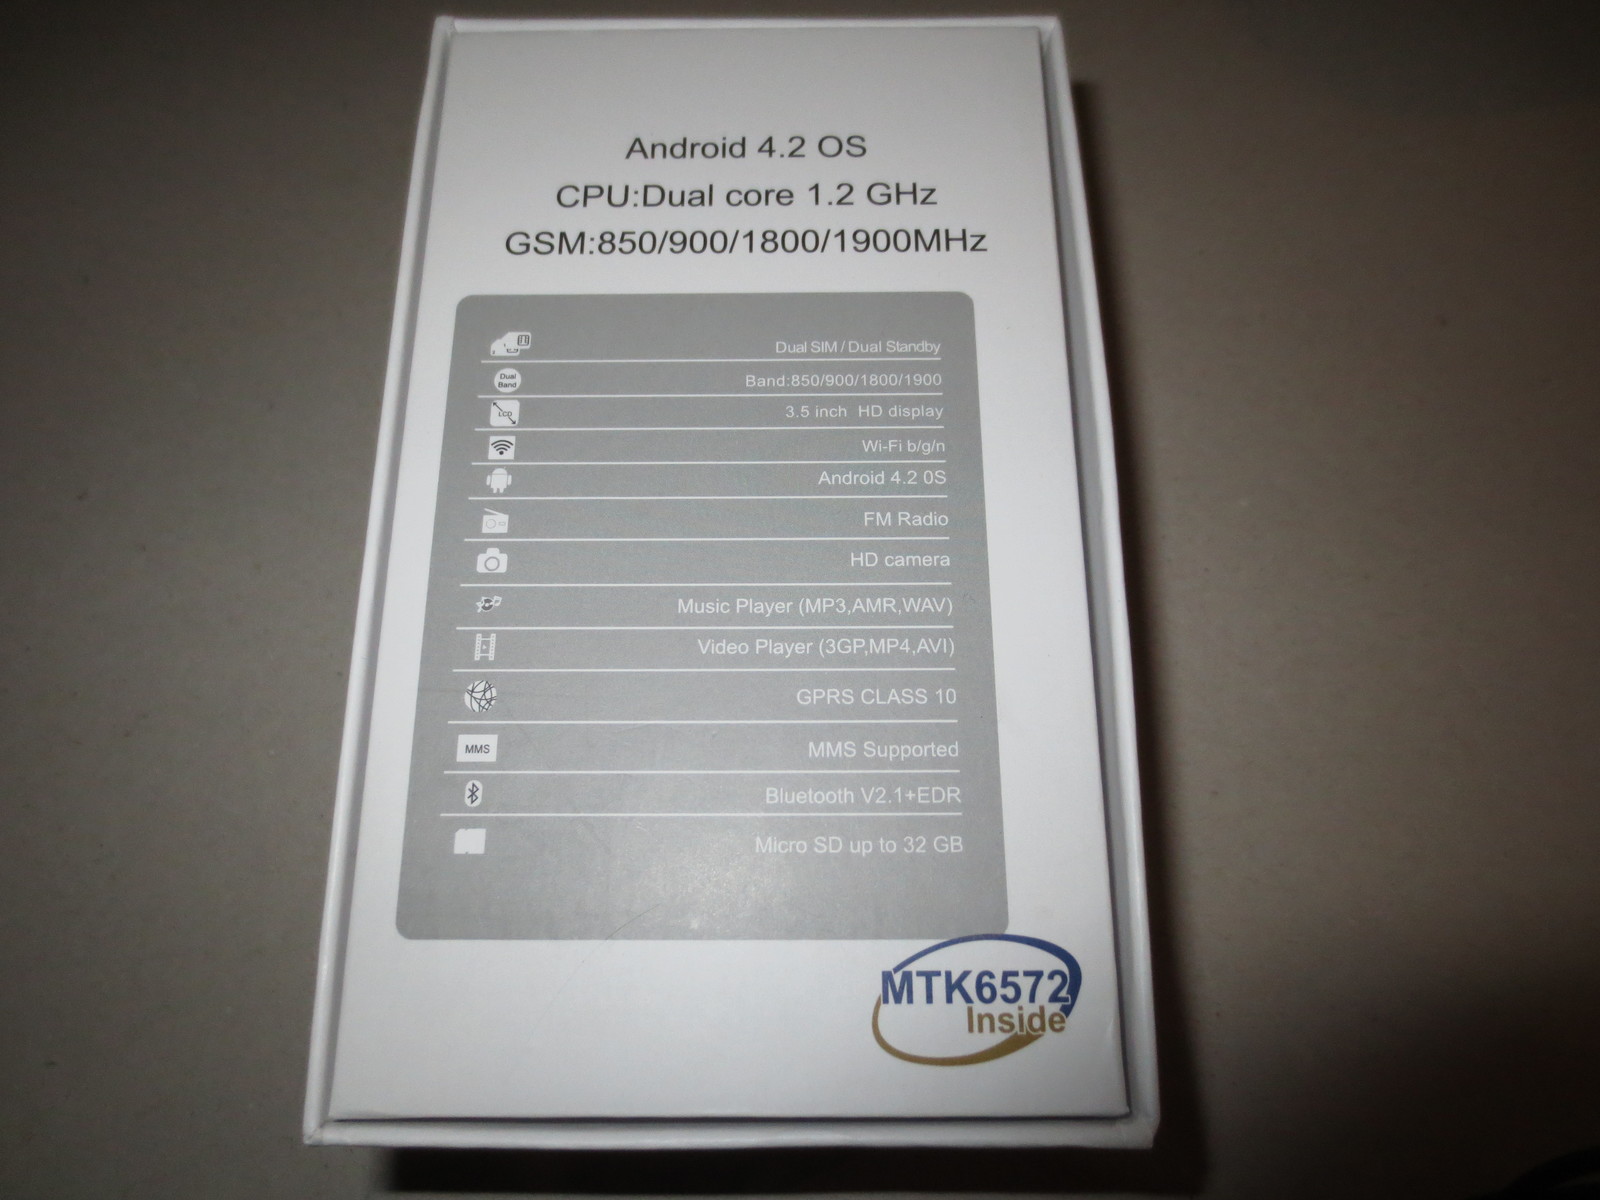 Android 4.2 OS
CPU:Dual core 1.2 GHz
GSM:850/900/1800/1900MHz
Dual SIM / Dual Standby
Dual
Band
Band:850/900/1800/1900
LCD
3.5 inch HD display
Wi-Fi b/g/n
Android 4.2 0S
FM Radio
HD camera
Music Player (MP3,AMR,WAV)
Video Player (3GP,MP4,AVI)
GPRS CLASS 10
MMS
MMS Supported
Bluetooth V2.1+EDR
Micro SD up to 32 GB
MTK6572
Inside